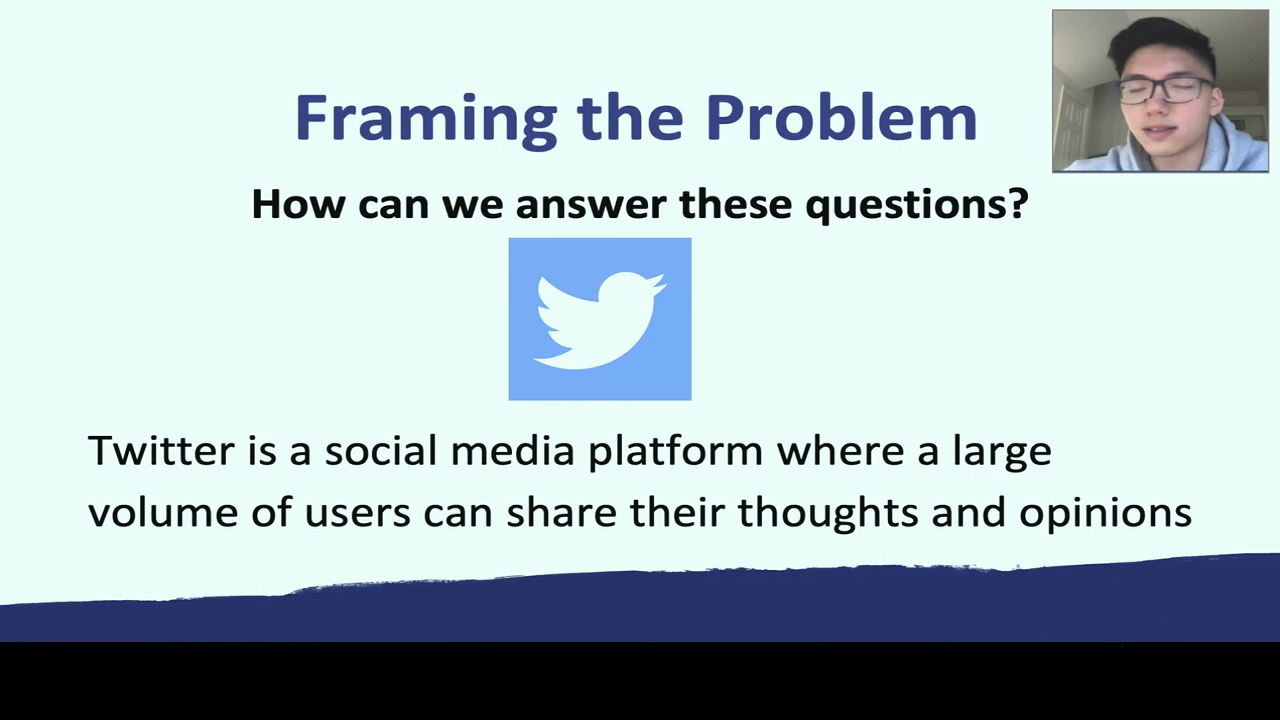 Framing the Problem
How can we answer these questions?
Twitter is a social media platform where a large
volume of users can share their thoughts and opinions